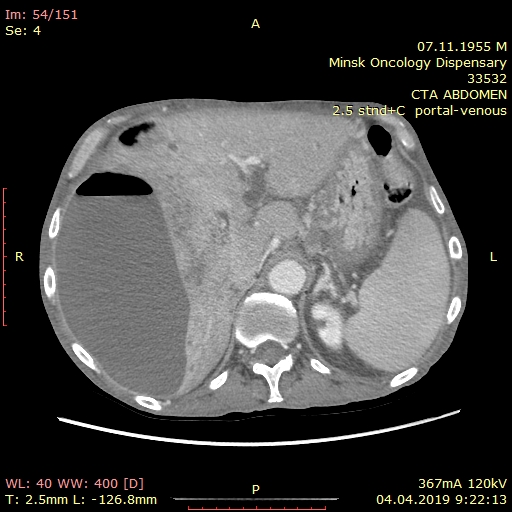 Im: 54/151
Se: 4
A
07.11.1955 M
Minsk Oncology Dispensary
33532
CTA ABDOMEN
2.5 stnd+C portal-venous
R
L
WL: 40 WW: 400 [D]
T: 2.5mm L: -126.8mm
P
367mA 120kV
04.04.2019 9:22:13